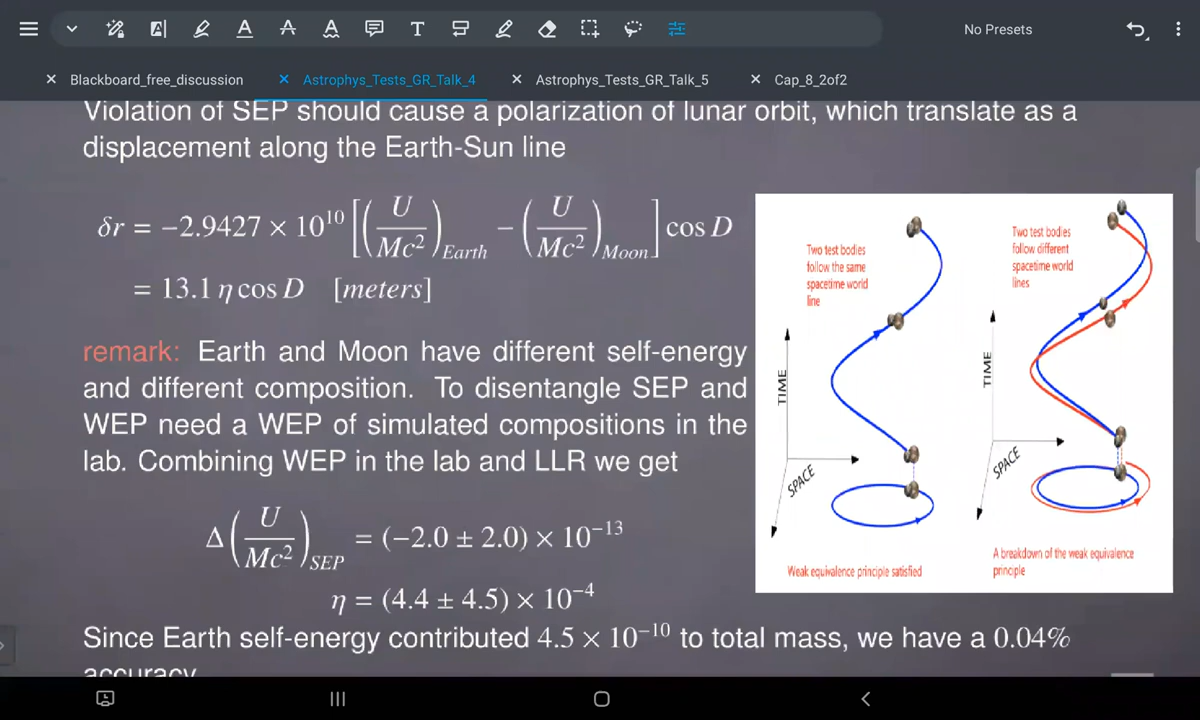 No Presets
Blackboard_free_discussion
Astrophys_Tests_GR_Talk_4
Astrophys_Tests_GR_Talk_5
Cap_8_2of2
Violation of SEP should cause a polarization of lunar orbit, which translate as a
displacement along the Earth-Sun line
δr = −2.9427 × 10^10 [(U/Mc²)_Earth − (U/Mc²)_Moon] cos D
= 13.1 η cos D [meters]
remark: Earth and Moon have different self-energy
and different composition. To disentangle SEP and
WEP need a WEP of simulated compositions in the
lab. Combining WEP in the lab and LLR we get
Δ(U/Mc²)_SEP = (−2.0 ± 2.0) × 10^−13
η = (4.4 ± 4.5) × 10^−4
Since Earth self-energy contributed 4.5 × 10^−10 to total mass, we have a 0.04%
accuracy
Two test bodies
follow the same
spacetime world
line
TIME
SPACE
Weak equivalence principle satisfied
Two test bodies
follow different
spacetime world
lines
TIME
SPACE
A breakdown of the weak equivalence
principle